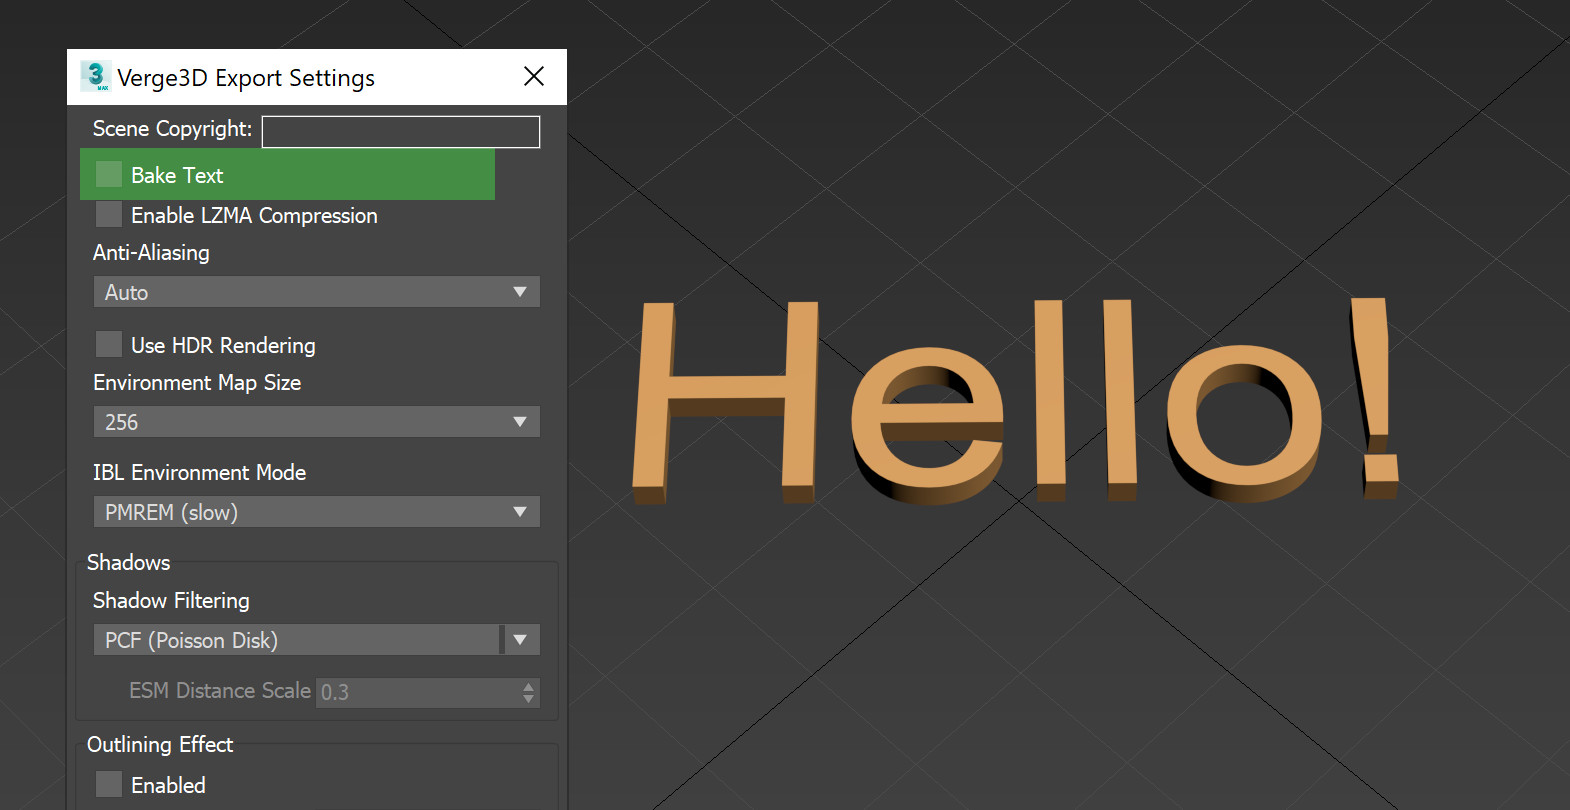 3
MAX
Verge3D Export Settings
Scene Copyright:
Bake Text
Enable LZMA Compression
Anti-Aliasing
Auto
Use HDR Rendering
Environment Map Size
256
IBL Environment Mode
PMREM (slow)
Shadows
Shadow Filtering
PCF (Poisson Disk)
ESM Distance Scale 0.3
Outlining Effect
Enabled
Hello!